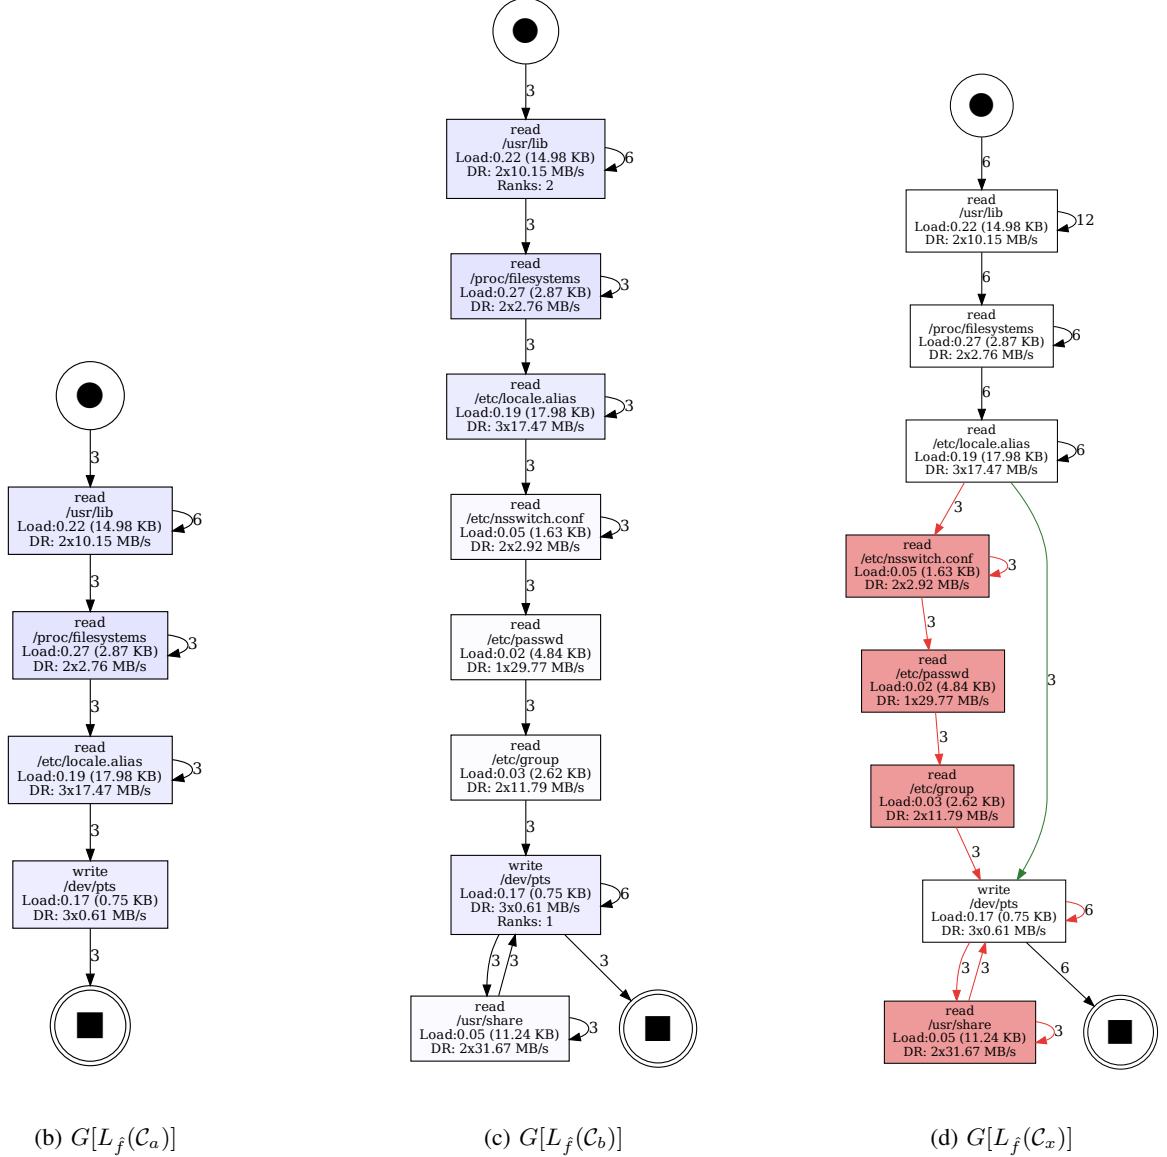 3
read
/usr/lib
Load:0.22 (14.98 KB)
DR: 2x10.15 MB/s
6
3
read
/proc/filesystems
Load:0.27 (2.87 KB)
DR: 2x2.76 MB/s
3
3
read
/etc/locale.alias
Load:0.19 (17.98 KB)
DR: 3x17.47 MB/s
3
3
write
/dev/pts
Load:0.17 (0.75 KB)
DR: 3x0.61 MB/s
3
(b) G[L_f̂(𝒞_a)]
3
read
/usr/lib
Load:0.22 (14.98 KB)
DR: 2x10.15 MB/s
Ranks: 2
6
3
read
/proc/filesystems
Load:0.27 (2.87 KB)
DR: 2x2.76 MB/s
3
3
read
/etc/locale.alias
Load:0.19 (17.98 KB)
DR: 3x17.47 MB/s
3
3
read
/etc/nsswitch.conf
Load:0.05 (1.63 KB)
DR: 2x2.92 MB/s
3
3
read
/etc/passwd
Load:0.02 (4.84 KB)
DR: 1x29.77 MB/s
3
read
/etc/group
Load:0.03 (2.62 KB)
DR: 2x11.79 MB/s
3
write
/dev/pts
Load:0.17 (0.75 KB)
DR: 3x0.61 MB/s
Ranks: 1
6
3
3
3
read
/usr/share
Load:0.05 (11.24 KB)
DR: 2x31.67 MB/s
3
(c) G[L_f̂(𝒞_b)]
6
read
/usr/lib
Load:0.22 (14.98 KB)
DR: 2x10.15 MB/s
12
6
read
/proc/filesystems
Load:0.27 (2.87 KB)
DR: 2x2.76 MB/s
6
6
read
/etc/locale.alias
Load:0.19 (17.98 KB)
DR: 3x17.47 MB/s
6
3
read
/etc/nsswitch.conf
Load:0.05 (1.63 KB)
DR: 2x2.92 MB/s
3
3
read
/etc/passwd
Load:0.02 (4.84 KB)
DR: 1x29.77 MB/s
3
3
read
/etc/group
Load:0.03 (2.62 KB)
DR: 2x11.79 MB/s
3
write
/dev/pts
Load:0.17 (0.75 KB)
DR: 3x0.61 MB/s
6
3
3
6
read
/usr/share
Load:0.05 (11.24 KB)
DR: 2x31.67 MB/s
3
(d) G[L_f̂(𝒞_x)]